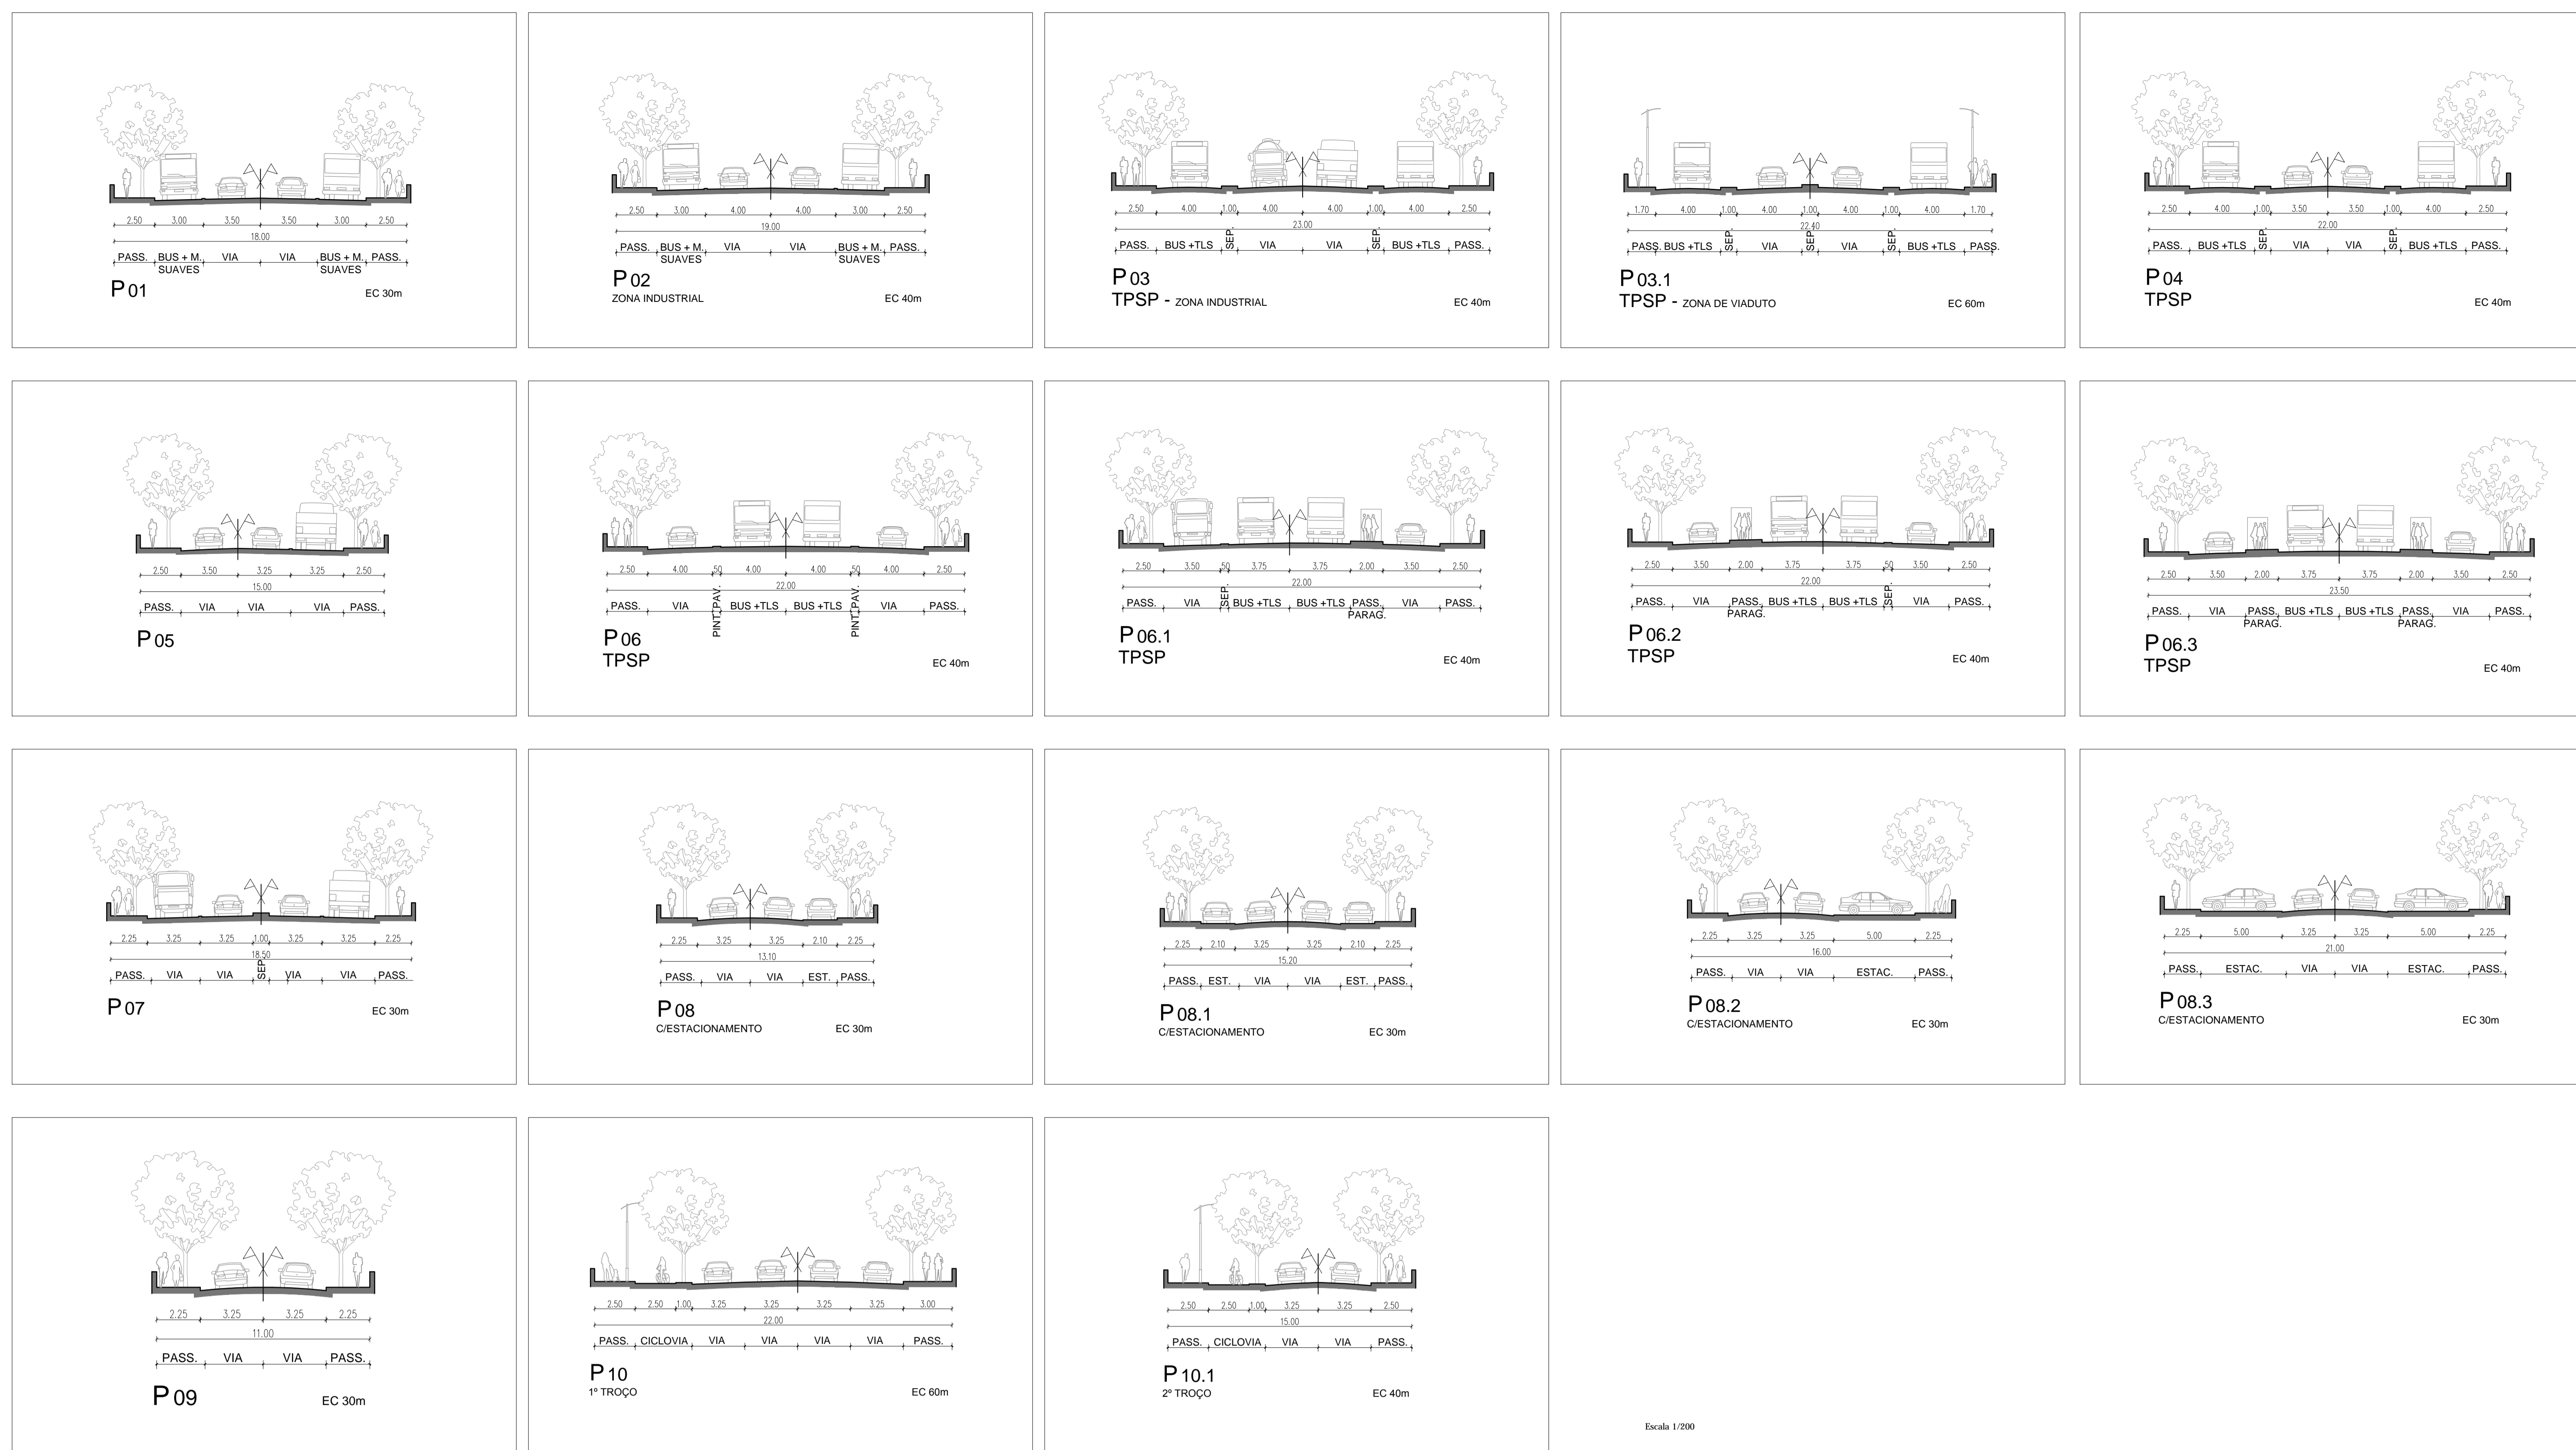 2.50 3.00 3.50 3.50 3.00 2.50
18.00
PASS. BUS + M. VIA VIA BUS + M. PASS.
SUAVES SUAVES
P 01
EC 30m
2.50 3.00 4.00 4.00 3.00 2.50
19.00
PASS. BUS + M. VIA VIA BUS + M. PASS.
SUAVES SUAVES
P 02
ZONA INDUSTRIAL EC 40m
2.50 4.00 1.00 4.00 4.00 1.00 4.00 2.50
23.00
PASS. BUS +TLS SEP. VIA VIA SEP. BUS +TLS PASS.
P 03
TPSP - ZONA INDUSTRIAL EC 40m
1.70 4.00 1.00 4.00 1.00 4.00 1.00 4.00 1.70
22.40
PASS. BUS +TLS SEP. VIA SEP. VIA SEP. BUS +TLS PASS.
P 03.1
TPSP - ZONA DE VIADUTO EC 60m
2.50 4.00 1.00 3.50 3.50 1.00 4.00 2.50
22.00
PASS. BUS +TLS SEP. VIA VIA SEP. BUS +TLS PASS.
P 04
TPSP EC 40m
2.50 3.50 3.25 3.25 2.50
15.00
PASS. VIA VIA VIA PASS.
P 05
2.50 4.00 .50 4.00 4.00 .50 4.00 2.50
22.00
PASS. VIA PINT. PAV. BUS +TLS BUS +TLS PINT. PAV. VIA PASS.
P 06
TPSP EC 40m
2.50 3.50 .50 3.75 3.75 2.00 3.50 2.50
22.00
PASS. VIA SEP. BUS +TLS BUS +TLS PASS. VIA PASS.
PARAG.
P 06.1
TPSP EC 40m
2.50 3.50 2.00 3.75 3.75 .50 3.50 2.50
22.00
PASS. VIA PASS. BUS +TLS BUS +TLS SEP. VIA PASS.
PARAG.
P 06.2
TPSP EC 40m
2.50 3.50 2.00 3.75 3.75 2.00 3.50 2.50
23.50
PASS. VIA PASS. BUS +TLS BUS +TLS PASS. VIA PASS.
PARAG. PARAG.
P 06.3
TPSP EC 40m
2.25 3.25 3.25 1.00 3.25 3.25 2.25
18.50
PASS. VIA VIA SEP. VIA VIA PASS.
P 07 EC 30m
2.25 3.25 3.25 2.10 2.25
13.10
PASS. VIA VIA EST. PASS.
P 08
C/ESTACIONAMENTO EC 30m
2.25 2.10 3.25 3.25 2.10 2.25
15.20
PASS. EST. VIA VIA EST. PASS.
P 08.1
C/ESTACIONAMENTO EC 30m
2.25 3.25 3.25 5.00 2.25
16.00
PASS. VIA VIA ESTAC. PASS.
P 08.2
C/ESTACIONAMENTO EC 30m
2.25 5.00 3.25 3.25 5.00 2.25
21.00
PASS. ESTAC. VIA VIA ESTAC. PASS.
P 08.3
C/ESTACIONAMENTO EC 30m
2.25 3.25 3.25 2.25
11.00
PASS. VIA VIA PASS.
P 09 EC 30m
2.50 2.50 1.00 3.25 3.25 3.25 3.25 3.00
22.00
PASS. CICLOVIA VIA VIA VIA VIA PASS.
P 10
1º TROÇO EC 60m
2.50 2.50 1.00 3.25 3.25 2.50
15.00
PASS. CICLOVIA VIA VIA PASS.
P 10.1
2º TROÇO EC 40m
Escala 1/200